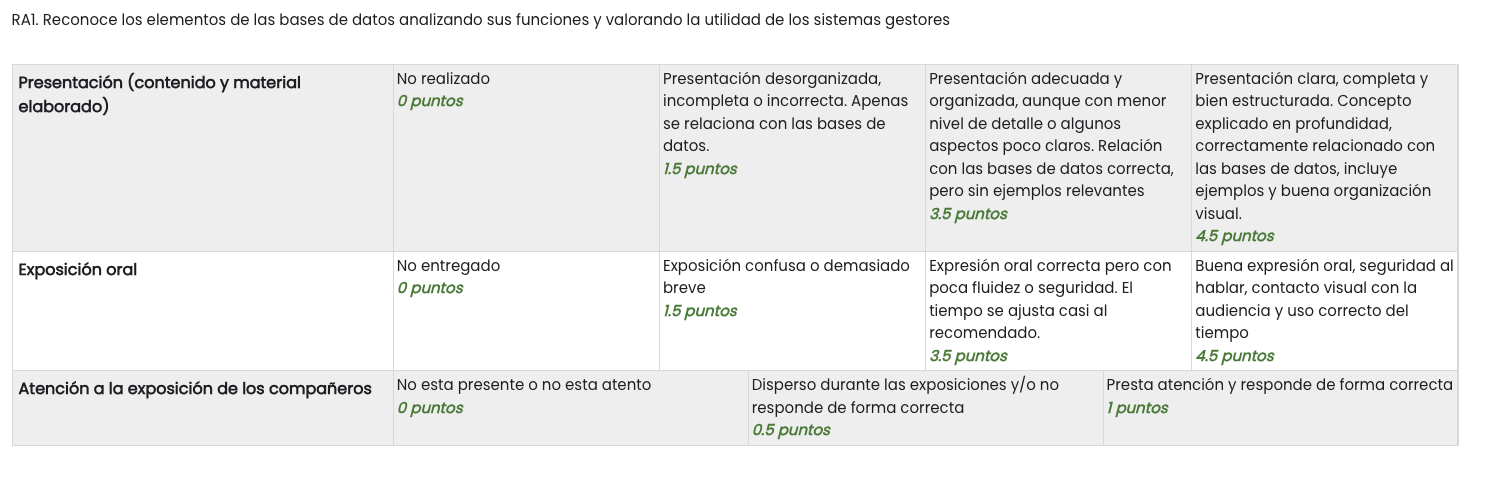 RA1. Reconoce los elementos de las bases de datos analizando sus funciones y valorando la utilidad de los sistemas gestores
Presentación (contenido y material
elaborado)
No realizado
0 puntos
Presentación desorganizada,
incompleta o incorrecta. Apenas
se relaciona con las bases de
datos.
1.5 puntos
Presentación adecuada y
organizada, aunque con menor
nivel de detalle o algunos
aspectos poco claros. Relación
con las bases de datos correcta,
pero sin ejemplos relevantes
3.5 puntos
Presentación clara, completa y
bien estructurada. Concepto
explicado en profundidad,
correctamente relacionado con
las bases de datos, incluye
ejemplos y buena organización
visual.
4.5 puntos
Exposición oral
No entregado
0 puntos
Exposición confusa o demasiado
breve
1.5 puntos
Expresión oral correcta pero con
poca fluidez o seguridad. El
tiempo se ajusta casi al
recomendado.
3.5 puntos
Buena expresión oral, seguridad al
hablar, contacto visual con la
audiencia y uso correcto del
tiempo
4.5 puntos
Atención a la exposición de los compañeros
No esta presente o no esta atento
0 puntos
Disperso durante las exposiciones y/o no
responde de forma correcta
0.5 puntos
Presta atención y responde de forma correcta
1 puntos